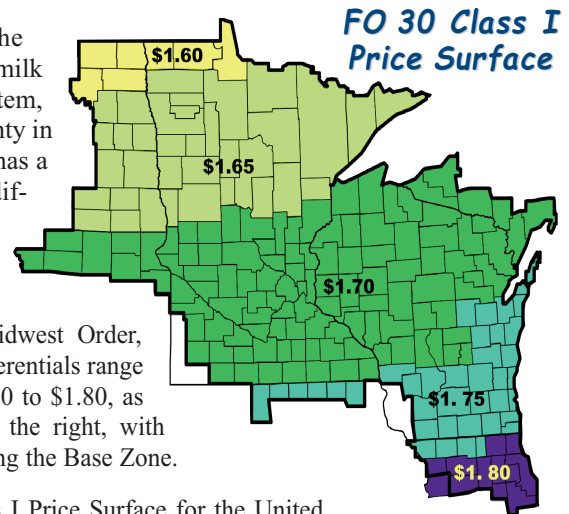 FO 30 Class I
Price Surface
he
milk
tem,
nty in
has a
dif-
idwest Order,
erentials range
0 to $1.80, as
the right, with
ng the Base Zone.
s I Price Surface for the United
$1.60
$1.65
$1.70
$1. 75
$1. 80